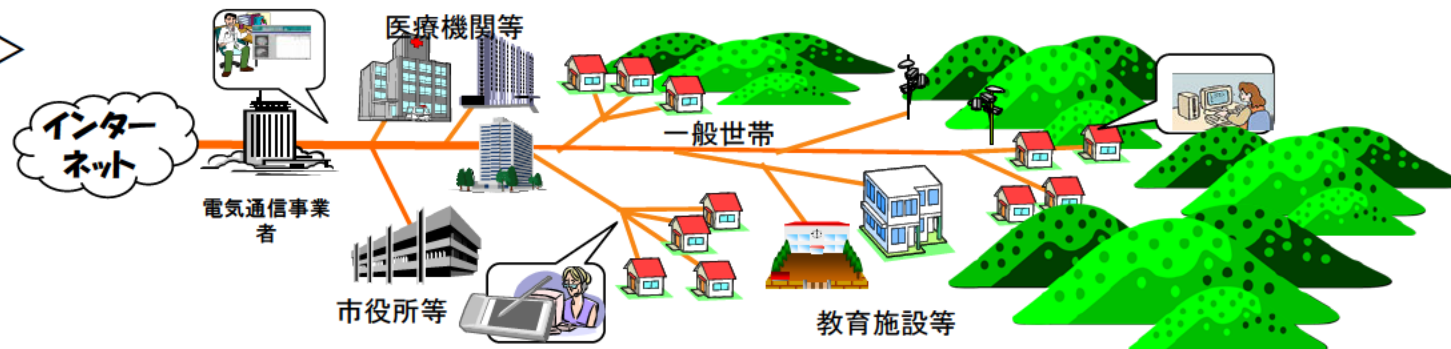 医療機関等
インター
ネット
一般世帯
電気通信事業
者
市役所等
教育施設等